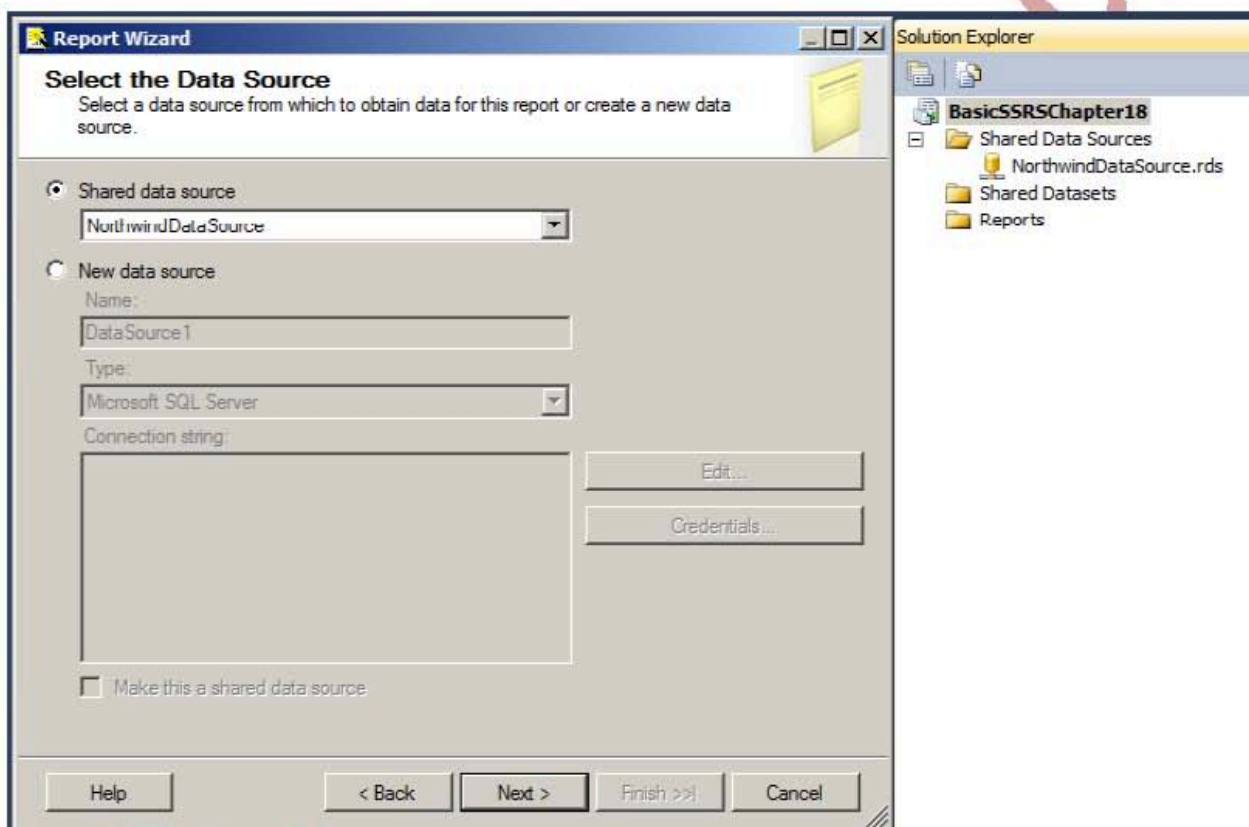 Report Wizard
Select the Data Source
Select a data source from which to obtain data for this report or create a new data
source.
Shared data source
NorthwindDataSource
New data source
Name:
DataSource1
Type:
Microsoft SQL Server
Connection string:
Edit...
Credentials...
Make this a shared data source
Help
< Back
Next >
Finish >>|
Cancel
Solution Explorer
BasicSSRSChapter18
Shared Data Sources
NorthwindDataSource.rds
Shared Datasets
Reports